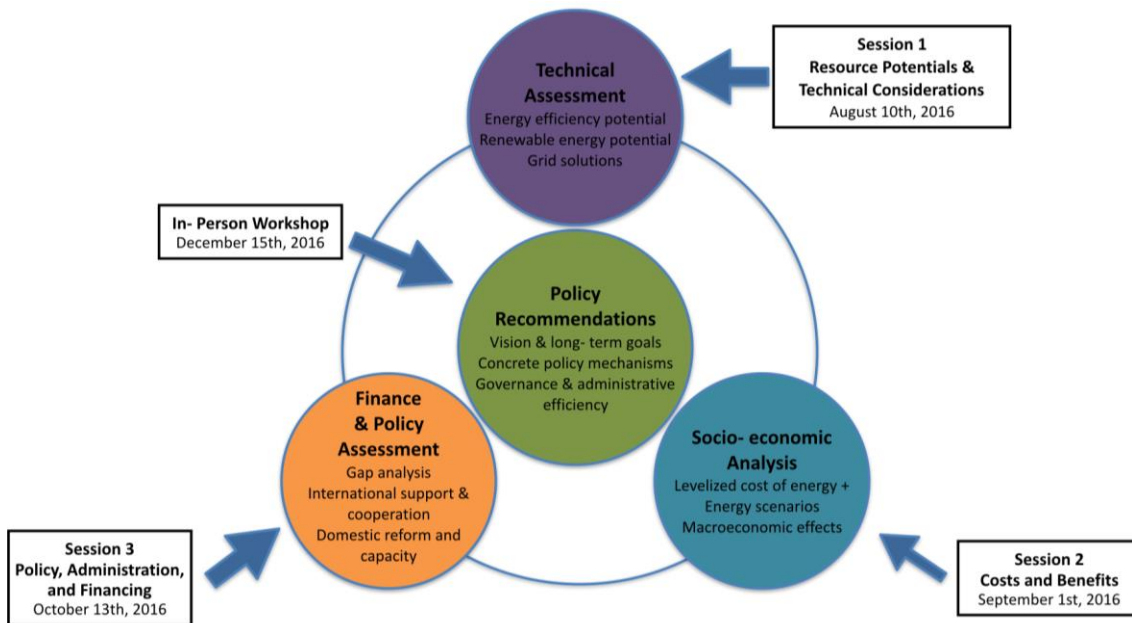 Technical
Assessment
Energy efficiency potential
Renewable energy potential
Grid solutions
Session 1
Resource Potentials &
Technical Considerations
August 10th, 2016
In- Person Workshop
December 15th, 2016
Policy
Recommendations
Vision & long- term goals
Concrete policy mechanisms
Governance & administrative
efficiency
Finance
& Policy
Assessment
Gap analysis
International support &
cooperation
Domestic reform and
capacity
Socio- economic
Analysis
Levelized cost of energy +
Energy scenarios
Macroeconomic effects
Session 3
Policy, Administration,
and Financing
October 13th, 2016
Session 2
Costs and Benefits
September 1st, 2016